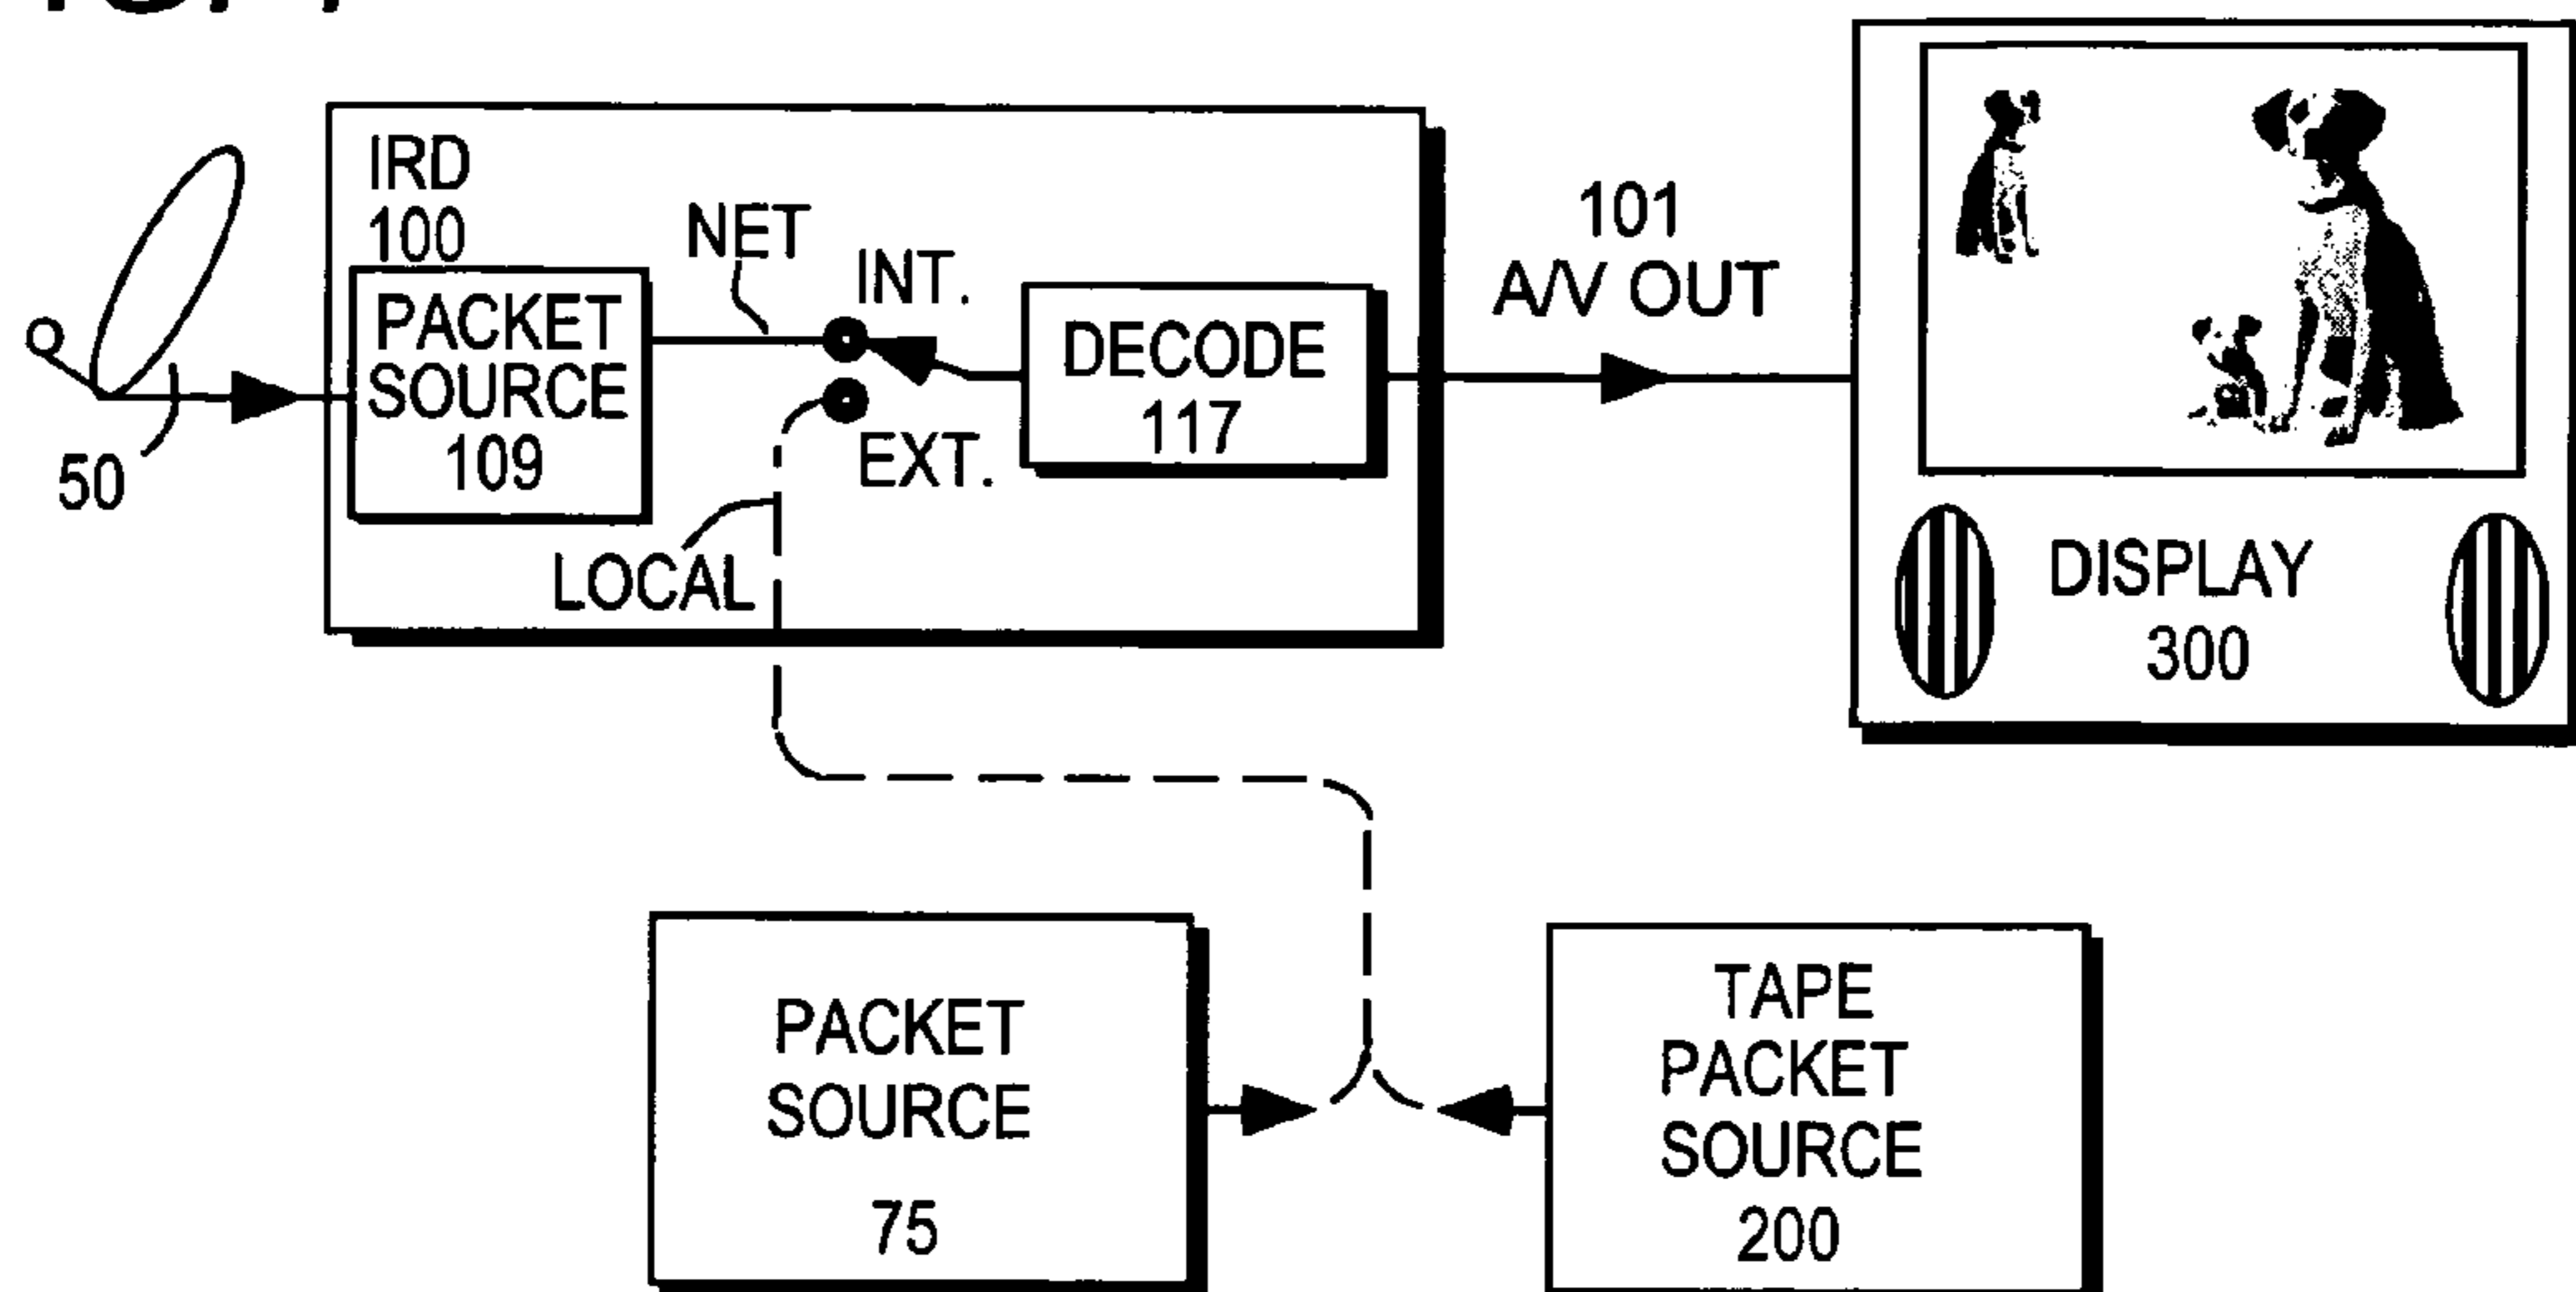 IRD
100
PACKET
SOURCE
109
50
NET
INT.
EXT.
LOCAL
DECODE
117
101
A/V OUT
DISPLAY
300
PACKET
SOURCE
75
TAPE
PACKET
SOURCE
200